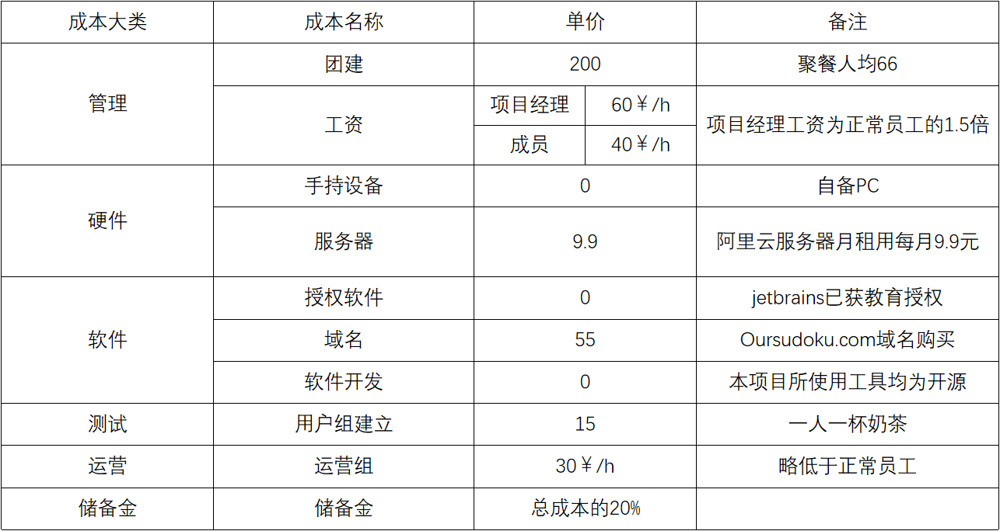 成本大类 成本名称 单价 备注
管理 团建 200 聚餐人均66
工资 项目经理 60￥/h 项目经理工资为正常员工的1.5倍
成员 40￥/h
硬件 手持设备 0 自备PC
服务器 9.9 阿里云服务器月租用每月9.9元
软件 授权软件 0 jetbrains已获教育授权
域名 55 Oursudoku.com域名购买
软件开发 0 本项目所使用工具均为开源
测试 用户组建立 15 一人一杯奶茶
运营 运营组 30￥/h 略低于正常员工
储备金 储备金 总成本的20%